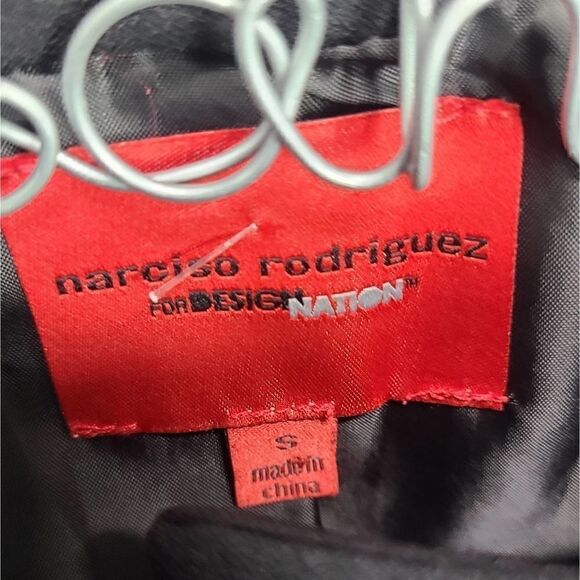 narciso rodriguez
FOR DESIGN NATION™
S
made in
china